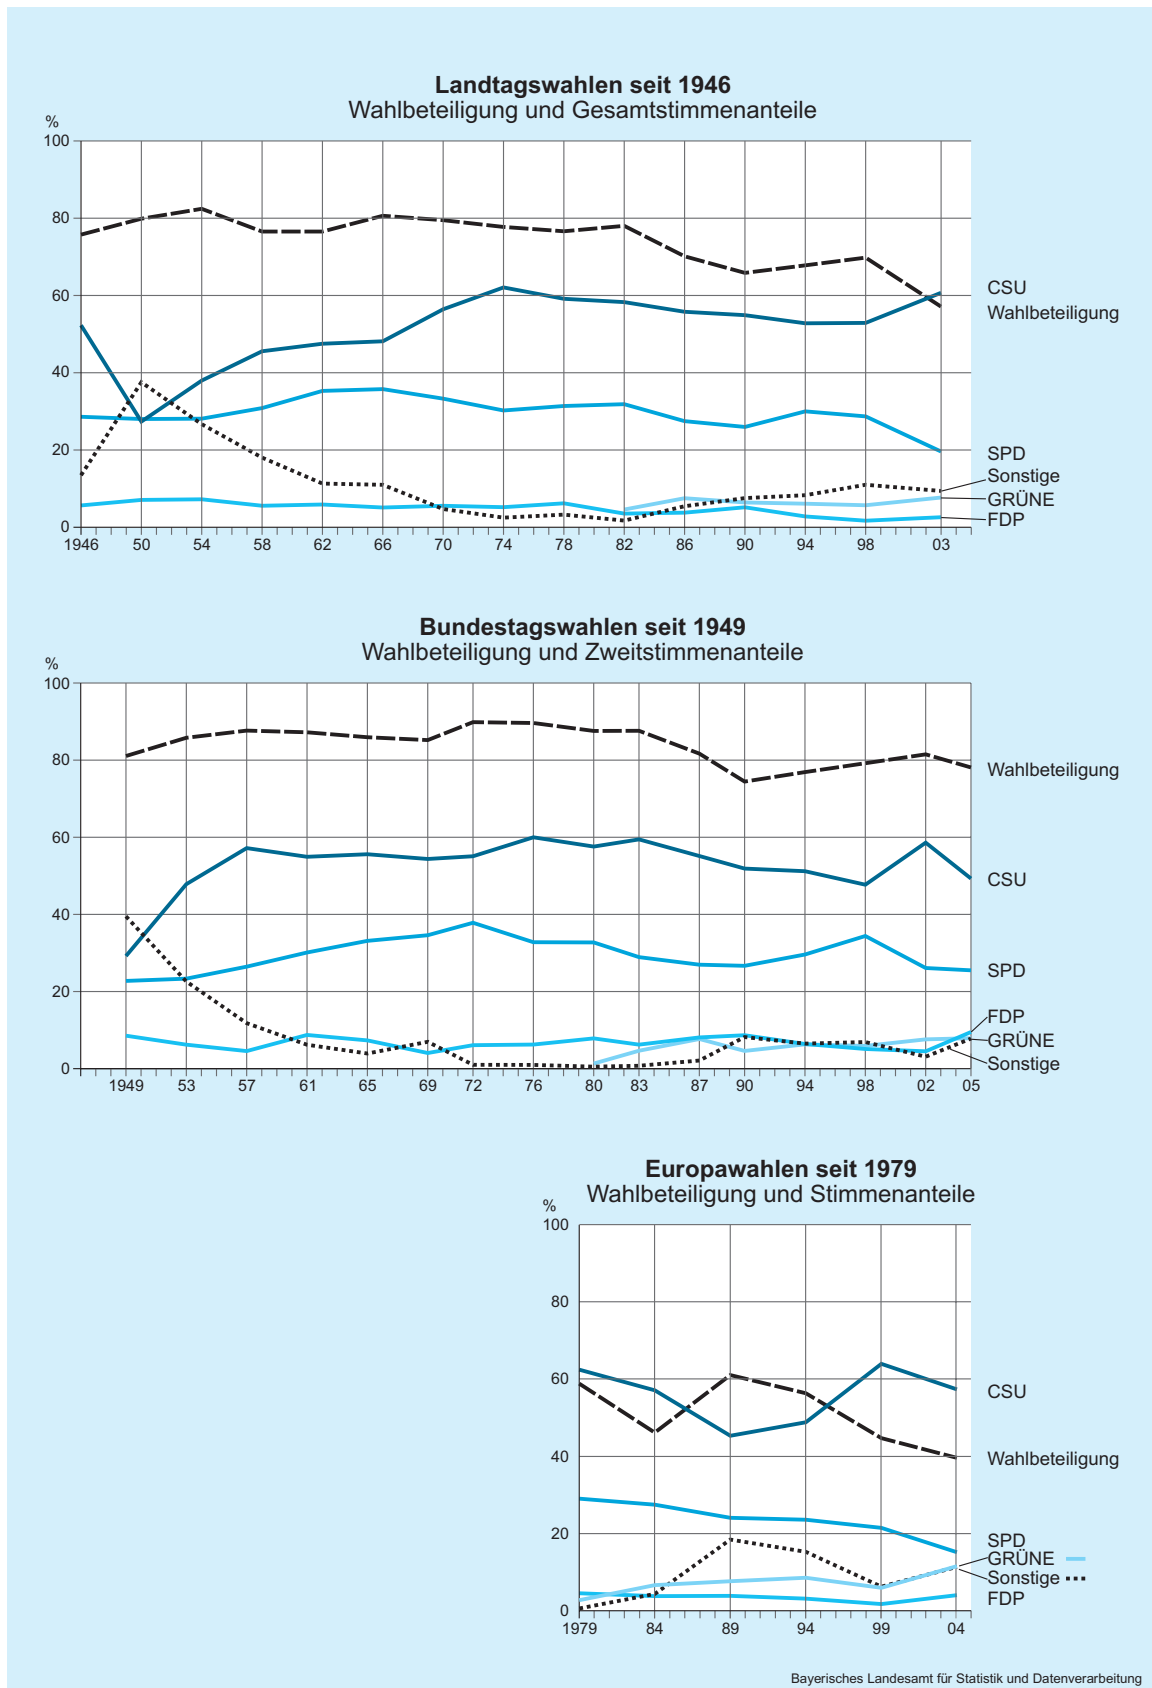 Landtagswahlen seit 1946
Wahlbeteiligung und Gesamtstimmenanteile
%
100
80
60
40
20
0
1946 50 54 58 62 66 70 74 78 82 86 90 94 98 03
CSU
Wahlbeteiligung
SPD
Sonstige
GRÜNE
FDP
Bundestagswahlen seit 1949
Wahlbeteiligung und Zweitstimmenanteile
%
100
80
60
40
20
0
1949 53 57 61 65 69 72 76 80 83 87 90 94 98 02 05
Wahlbeteiligung
CSU
SPD
FDP
GRÜNE
Sonstige
Europawahlen seit 1979
Wahlbeteiligung und Stimmenanteile
%
100
80
60
40
20
0
1979 84 89 94 99 04
CSU
Wahlbeteiligung
SPD
GRÜNE
Sonstige
FDP
Bayerisches Landesamt für Statistik und Datenverarbeitung